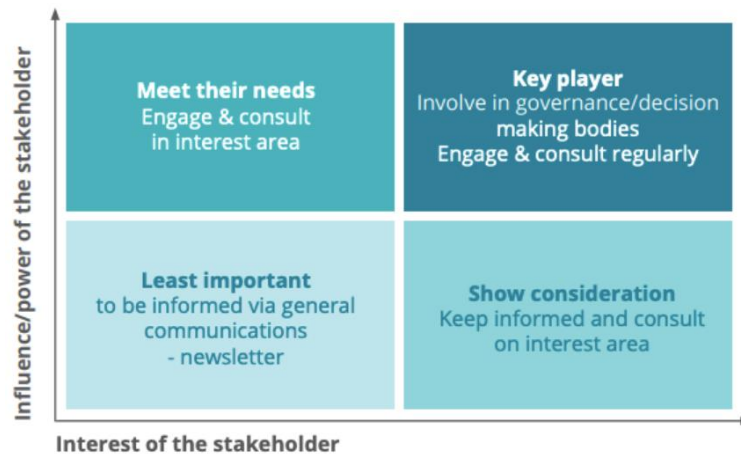 Influence/power of the stakeholder
Meet their needs
Engage & consult
in interest area
Key player
Involve in governance/decision
making bodies
Engage & consult regularly
Least important
to be informed via general
communications
- newsletter
Show consideration
Keep informed and consult
on interest area
Interest of the stakeholder